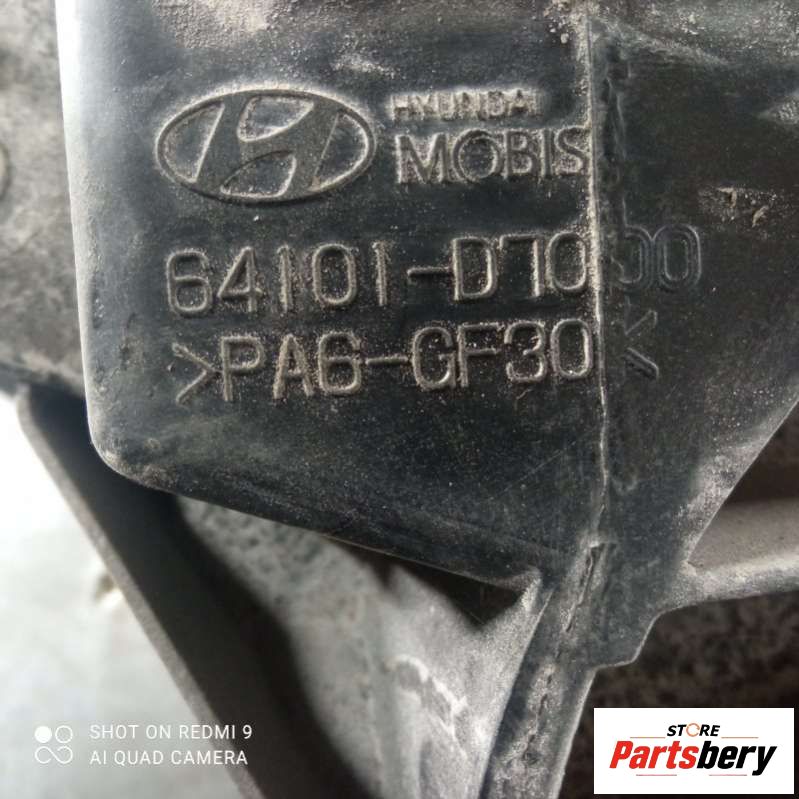 HYUNDAI
MOBIS
64101-D7000
>PA6-GF30<
SHOT ON REDMI 9
AI QUAD CAMERA
STORE
Partsbery